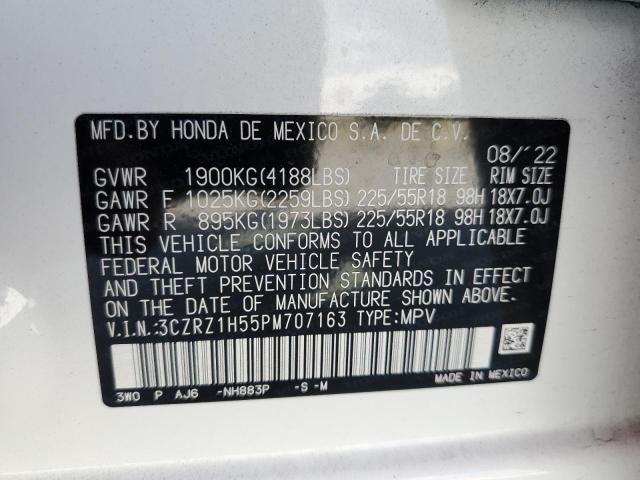 MFD.BY HONDA DE MEXICO S.A. DE C.V.
08/'22
GVWR 1900KG(4188LBS) TIRE SIZE RIM SIZE
GAWR F 1025KG(2259LBS) 225/55R18 98H 18X7.0J
GAWR R 895KG(1973LBS) 225/55R18 98H 18X7.0J
THIS VEHICLE CONFORMS TO ALL APPLICABLE
FEDERAL MOTOR VEHICLE SAFETY
AND THEFT PREVENTION STANDARDS IN EFFECT
ON THE DATE OF MANUFACTURE SHOWN ABOVE.
V.I.N.:3CZRZ1H55PM707163 TYPE:MPV
3W0 P AJ6 -NH883P -S -M MADE IN MEXICO